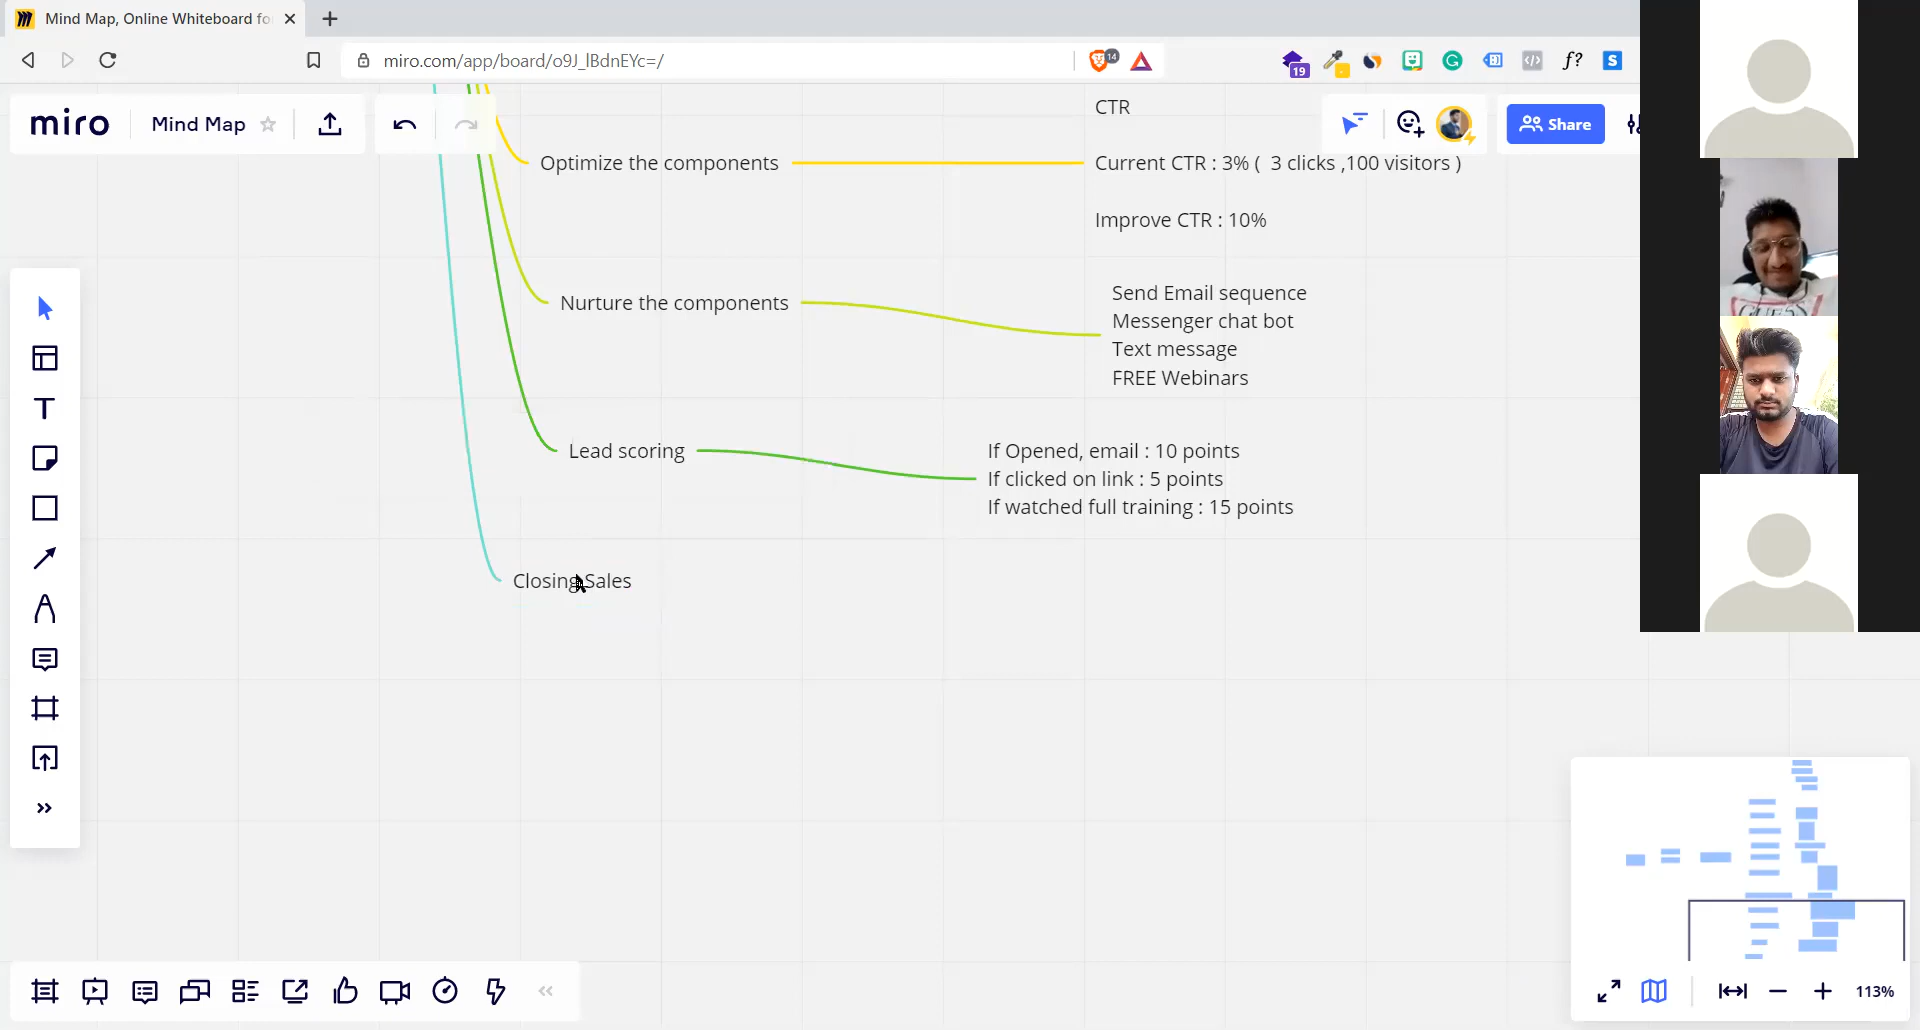 Mind Map, Online Whiteboard fo
miro.com/app/board/o9J_lBdnEYc=/
14
19
f?
S
miro
Mind Map
Share
CTR
Optimize the components
Current CTR : 3% ( 3 clicks ,100 visitors )
Improve CTR : 10%
Nurture the components
Send Email sequence
Messenger chat bot
Text message
FREE Webinars
Lead scoring
If Opened, email : 10 points
If clicked on link : 5 points
If watched full training : 15 points
Closing Sales
GUESS
113%